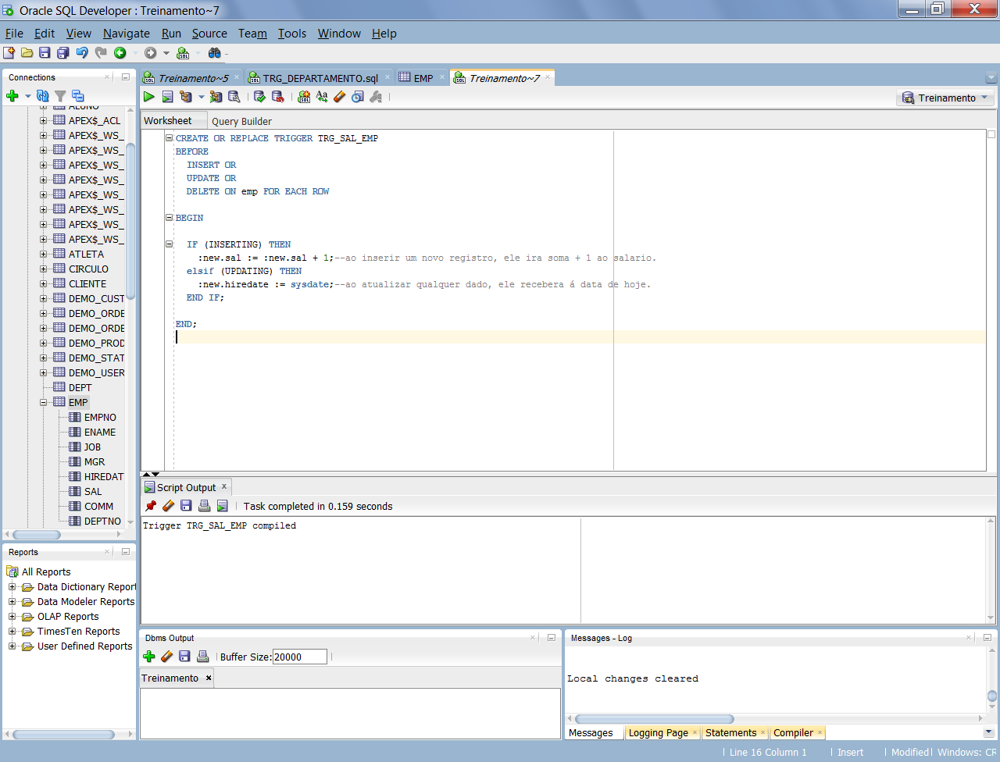 Oracle SQL Developer : Treinamento~7
File Edit View Navigate Run Source Team Tools Window Help
Connections
ALUNO
APEX$_ACL
APEX$_WS_
APEX$_WS_
APEX$_WS_
APEX$_WS_
APEX$_WS_
APEX$_WS_
APEX$_WS_
APEX$_WS_
ATLETA
CIRCULO
CLIENTE
DEMO_CUST
DEMO_ORDE
DEMO_ORDE
DEMO_PROD
DEMO_STAT
DEMO_USER
DEPT
EMP
EMPNO
ENAME
JOB
MGR
HIREDAT
SAL
COMM
DEPTNO
Reports
All Reports
Data Dictionary Report
Data Modeler Reports
OLAP Reports
TimesTen Reports
User Defined Reports
Treinamento~5 TRG_DEPARTAMENTO.sql EMP Treinamento~7
Treinamento
Worksheet Query Builder
CREATE OR REPLACE TRIGGER TRG_SAL_EMP
BEFORE
INSERT OR
UPDATE OR
DELETE ON emp FOR EACH ROW
BEGIN
IF (INSERTING) THEN
:new.sal := :new.sal + 1;--ao inserir um novo registro, ele ira soma + 1 ao salario.
elsif (UPDATING) THEN
:new.hiredate := sysdate;--ao atualizar qualquer dado, ele recebera á data de hoje.
END IF;
END;
Script Output
Task completed in 0.159 seconds
Trigger TRG_SAL_EMP compiled
Dbms Output
Buffer Size: 20000
Treinamento
Messages - Log
Local changes cleared
Messages Logging Page Statements Compiler
Line 16 Column 1 Insert Modified Windows: CR